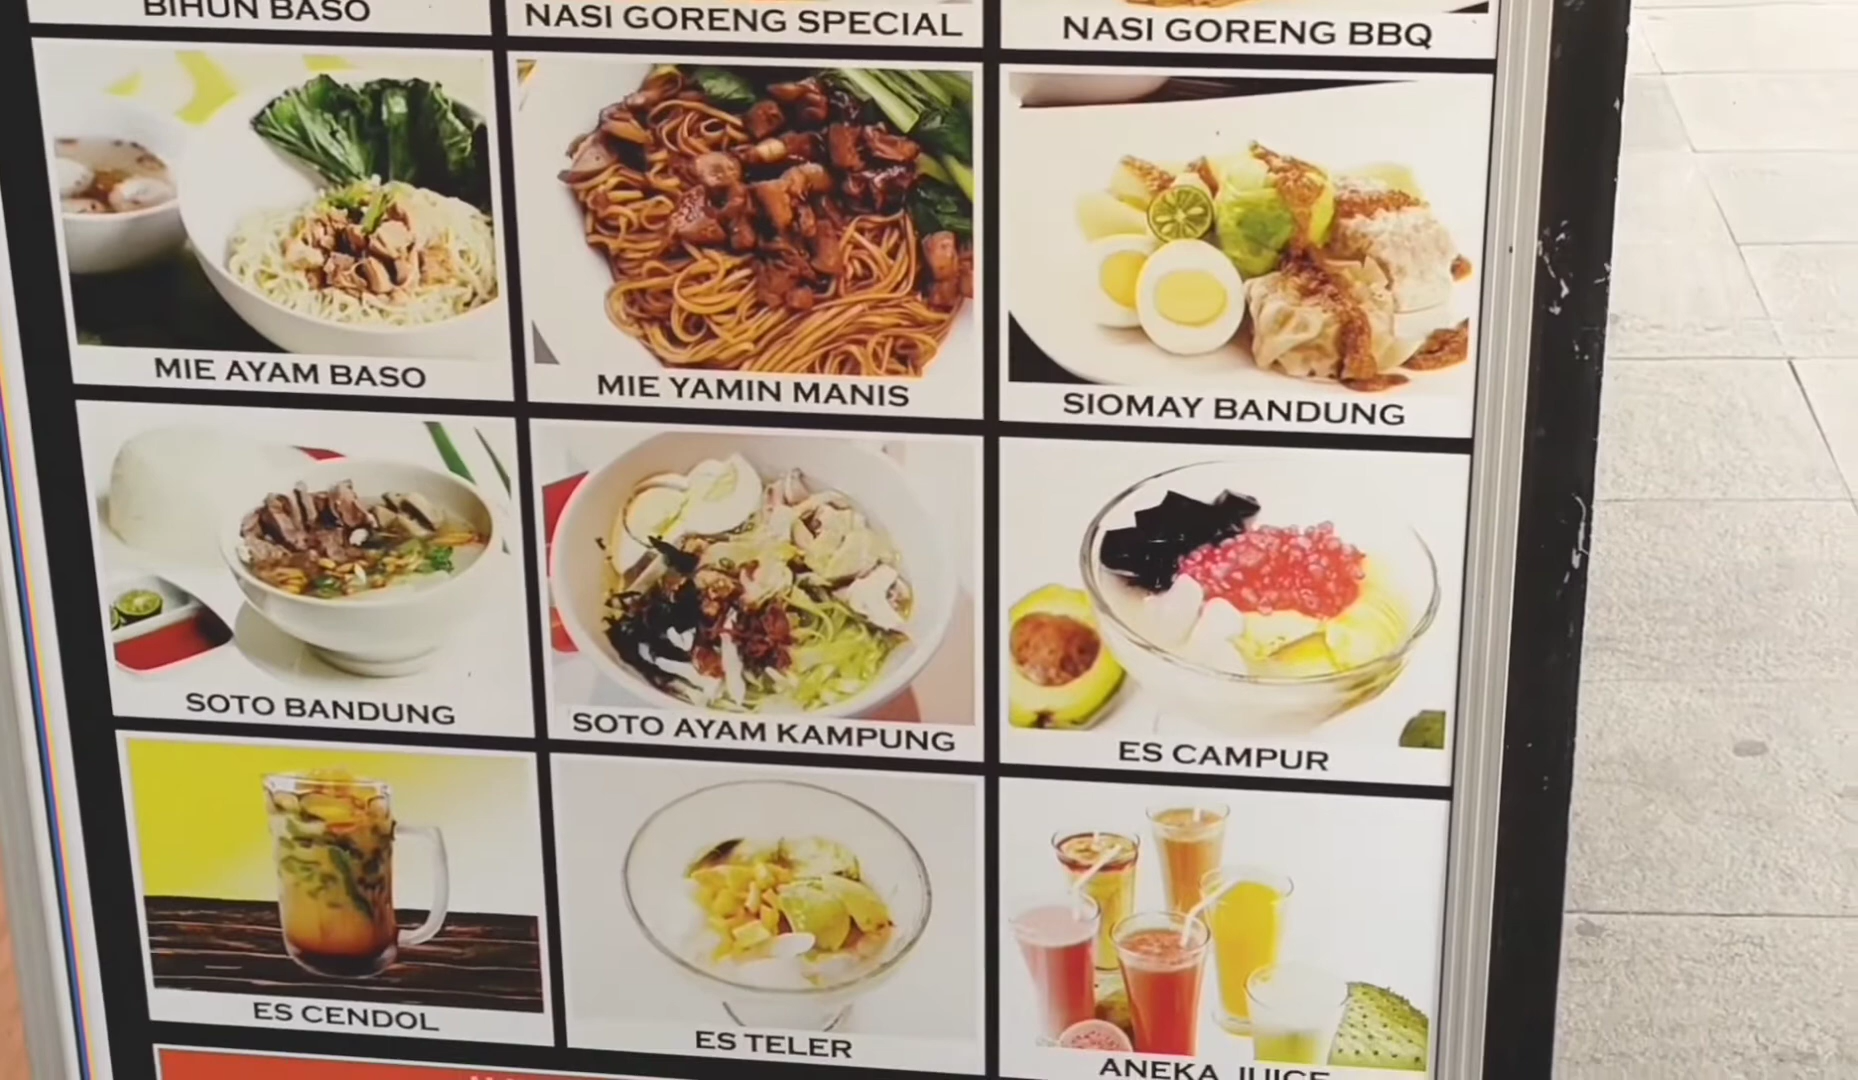 BIHUN BASO
NASI GORENG SPECIAL
NASI GORENG BBQ
MIE AYAM BASO
MIE YAMIN MANIS
SIOMAY BANDUNG
SOTO BANDUNG
SOTO AYAM KAMPUNG
ES CAMPUR
ES CENDOL
ES TELER
ANEKA JUICE